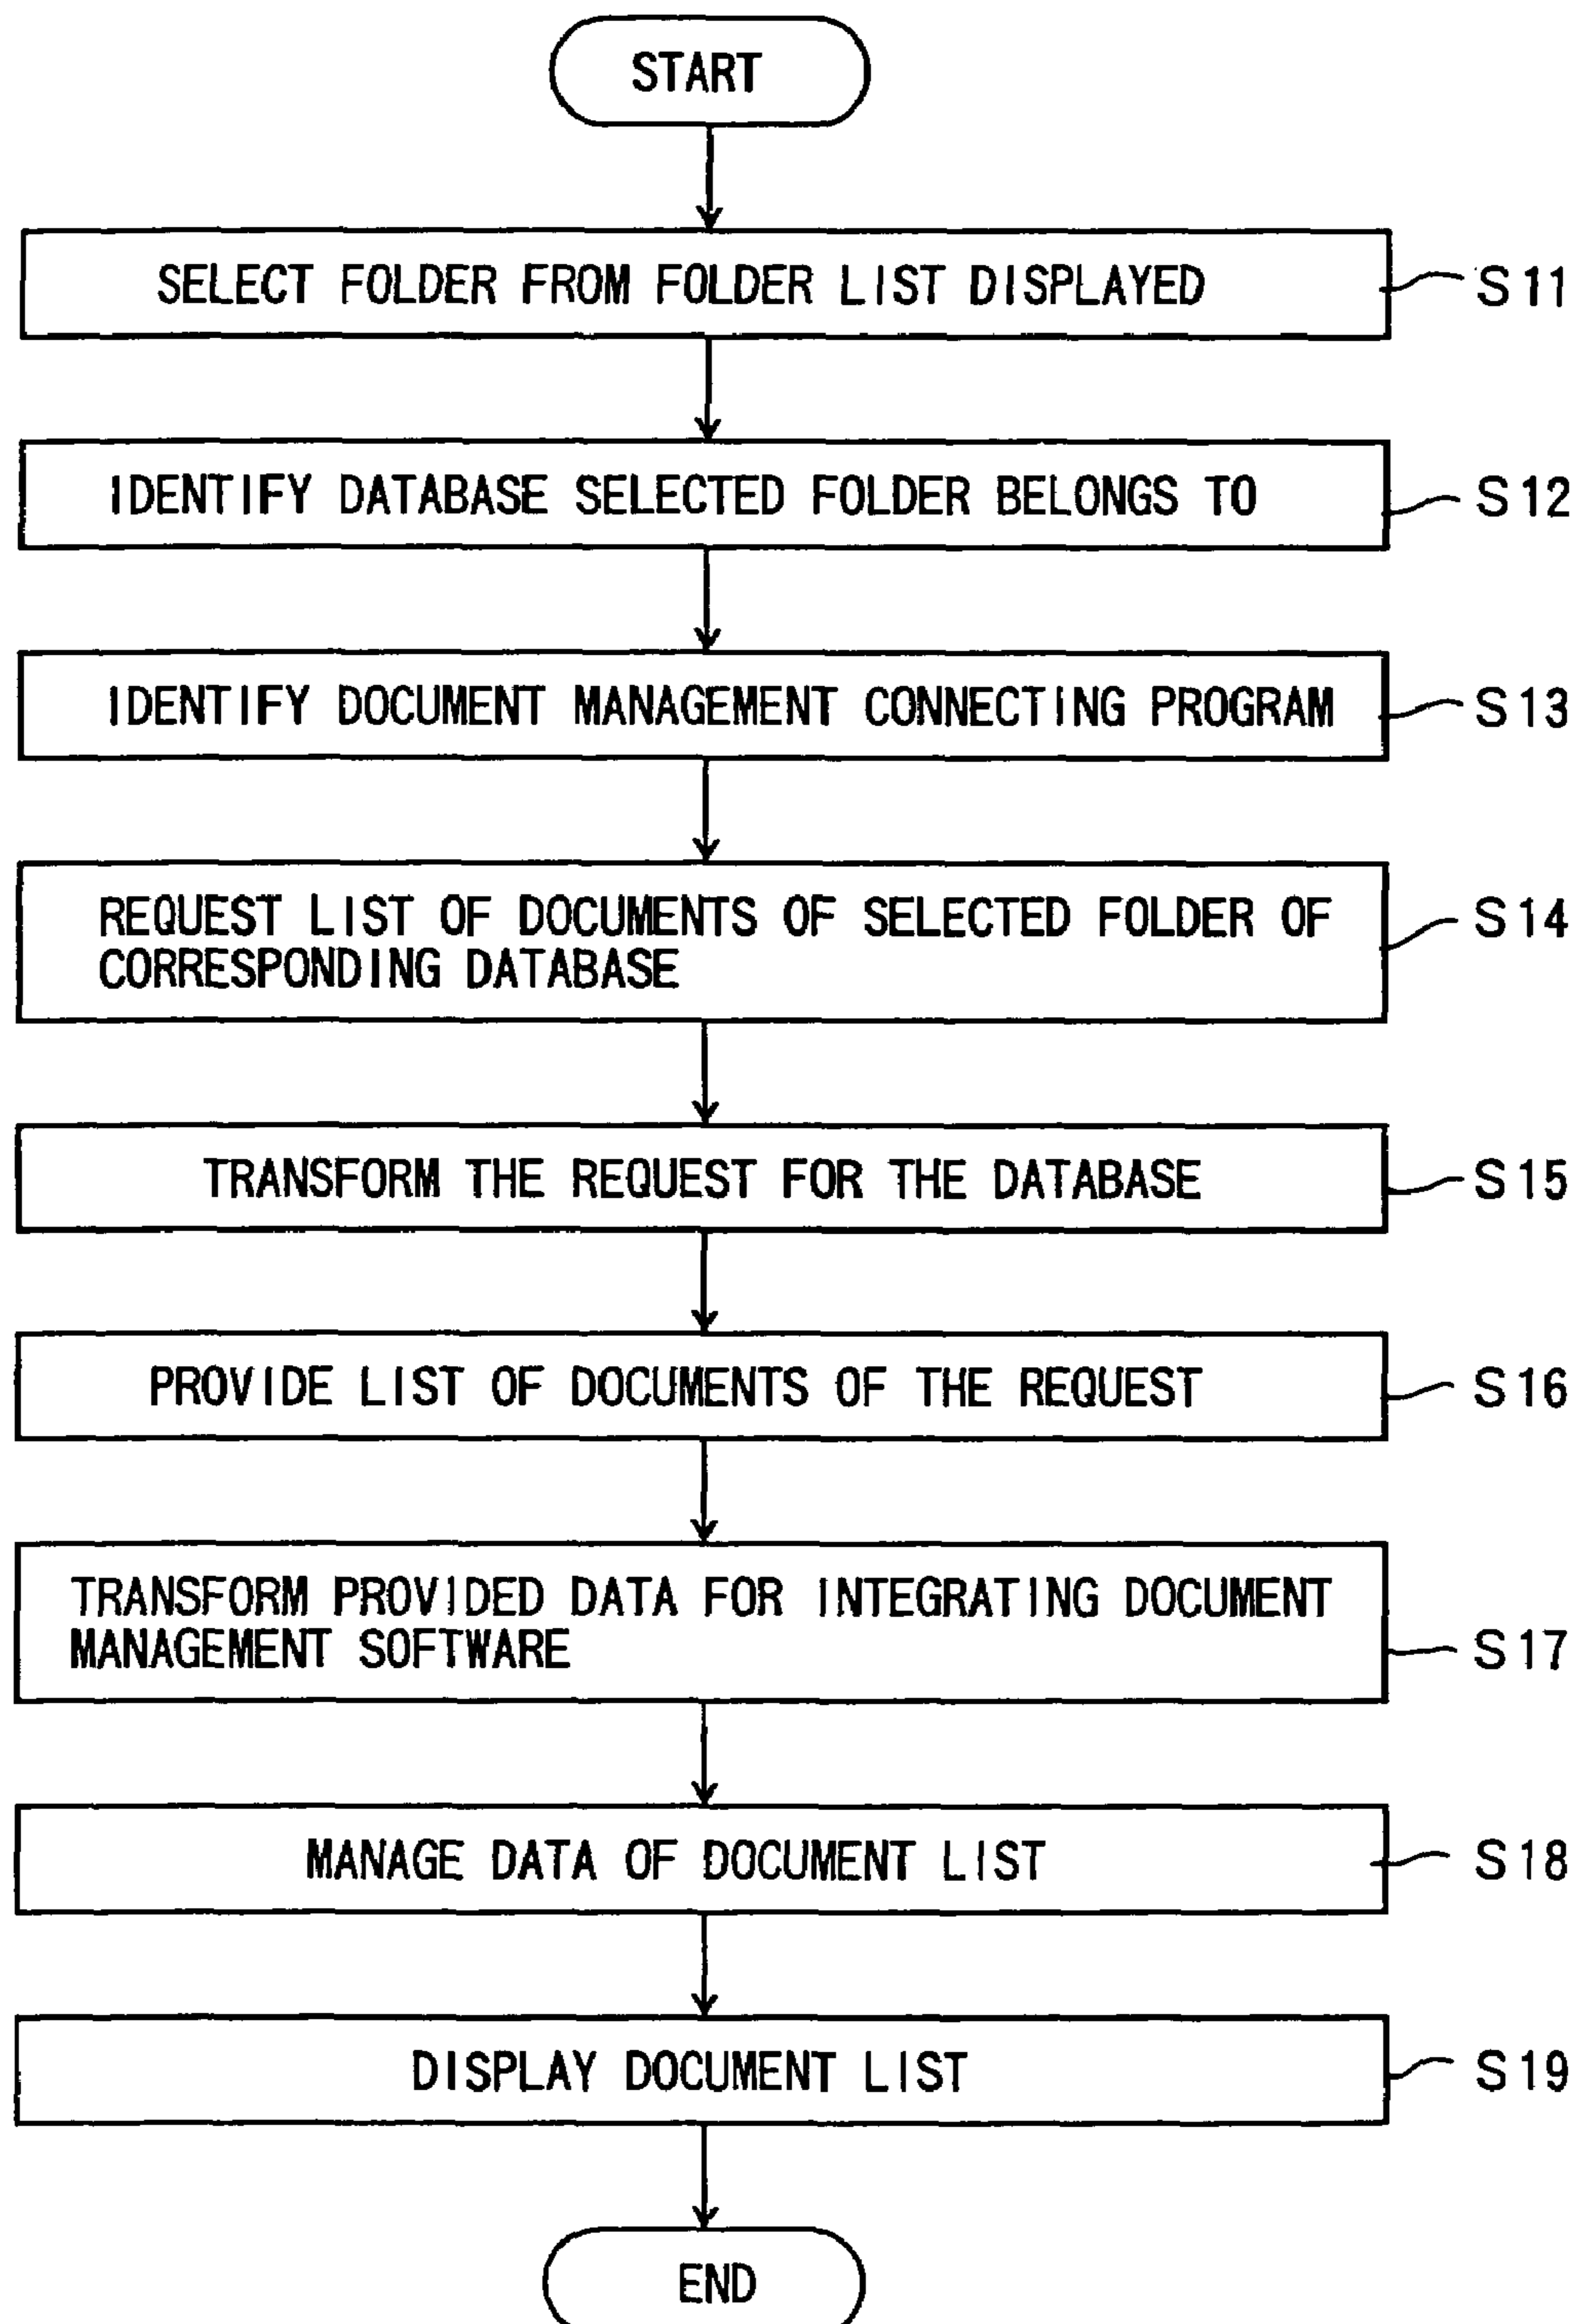 START
SELECT FOLDER FROM FOLDER LIST DISPLAYED
S11
IDENTIFY DATABASE SELECTED FOLDER BELONGS TO
S12
IDENTIFY DOCUMENT MANAGEMENT CONNECTING PROGRAM
S13
REQUEST LIST OF DOCUMENTS OF SELECTED FOLDER OF
CORRESPONDING DATABASE
S14
TRANSFORM THE REQUEST FOR THE DATABASE
S15
PROVIDE LIST OF DOCUMENTS OF THE REQUEST
S16
TRANSFORM PROVIDED DATA FOR INTEGRATING DOCUMENT
MANAGEMENT SOFTWARE
S17
MANAGE DATA OF DOCUMENT LIST
S18
DISPLAY DOCUMENT LIST
S19
END